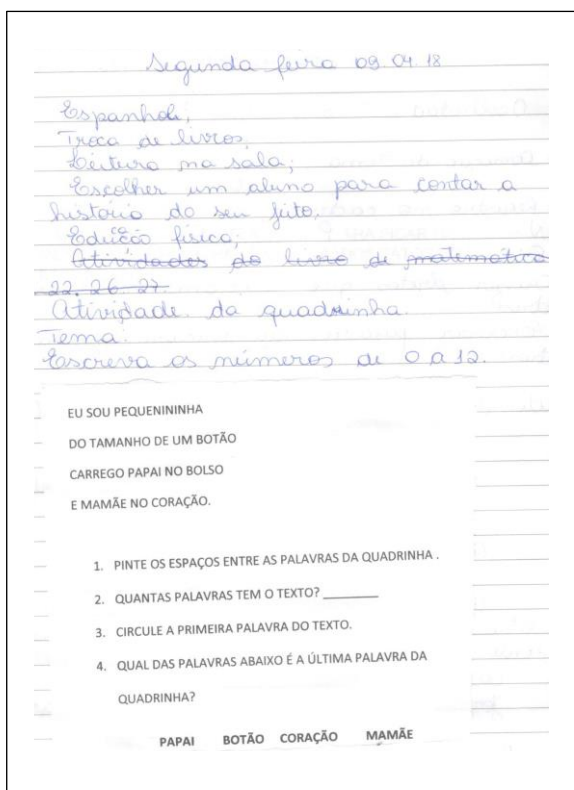 Segunda feira 09 04 18
Espanhol;
Troca de livros,
Leitura na sala;
Escolher um aluno para contar a
história do seu jeito,
Educação física;
Atividades do livro de matemática
22, 26 27
Atividade da quadrinha.
Tema:
Escreva os números de 0 a 12.
EU SOU PEQUENININHA
DO TAMANHO DE UM BOTÃO
CARREGO PAPAI NO BOLSO
E MAMÃE NO CORAÇÃO.
1. PINTE OS ESPAÇOS ENTRE AS PALAVRAS DA QUADRINHA .
2. QUANTAS PALAVRAS TEM O TEXTO? ________
3. CIRCULE A PRIMEIRA PALAVRA DO TEXTO.
4. QUAL DAS PALAVRAS ABAIXO É A ÚLTIMA PALAVRA DA
QUADRINHA?
PAPAI BOTÃO CORAÇÃO MAMÃE